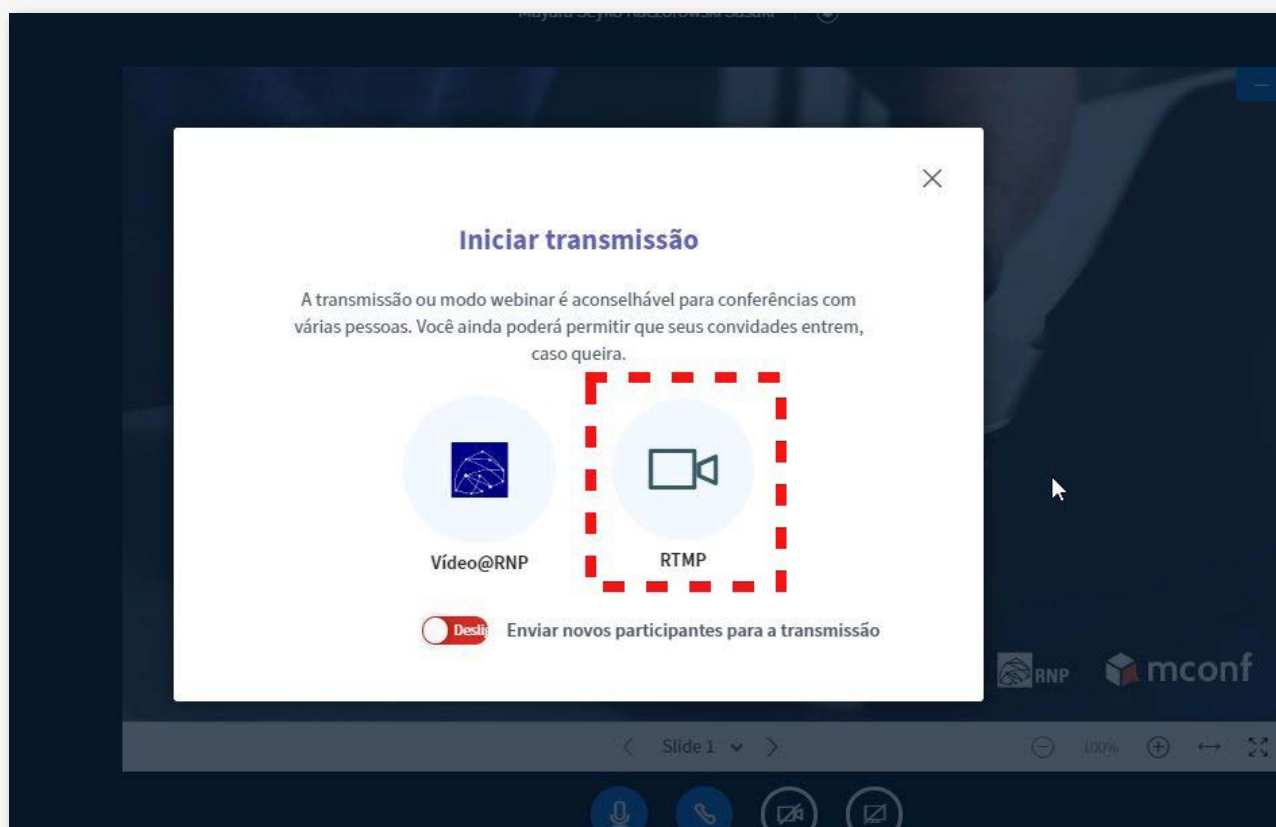 Iniciar transmissão
A transmissão ou modo webinar é aconselhável para conferências com
várias pessoas. Você ainda poderá permitir que seus convidades entrem,
caso queira.
Vídeo@RNP
RTMP
Enviar novos participantes para a transmissão
RNP
mconf
Slide 1
100%